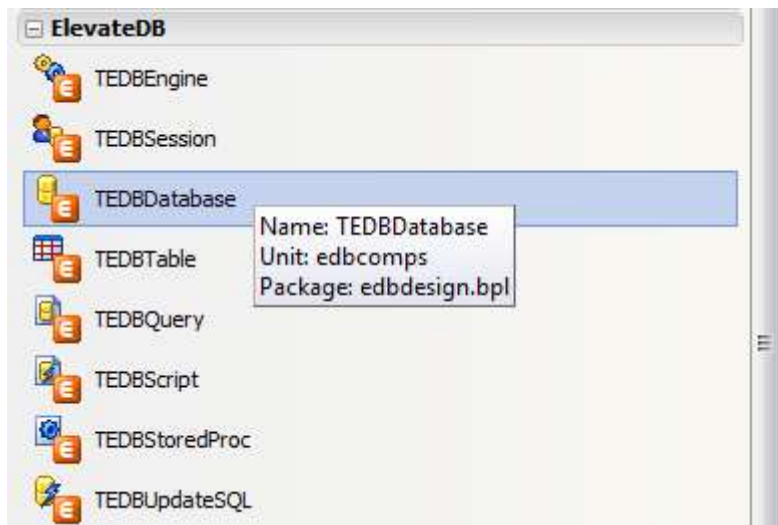 ElevateDB
TEDBEngine
TEDBSession
TEDBDatabase
Name: TEDBDatabase
Unit: edbcomps
Package: edbdesign.bpl
TEDBTable
TEDBQuery
TEDBScript
TEDBStoredProc
TEDBUpdateSQL